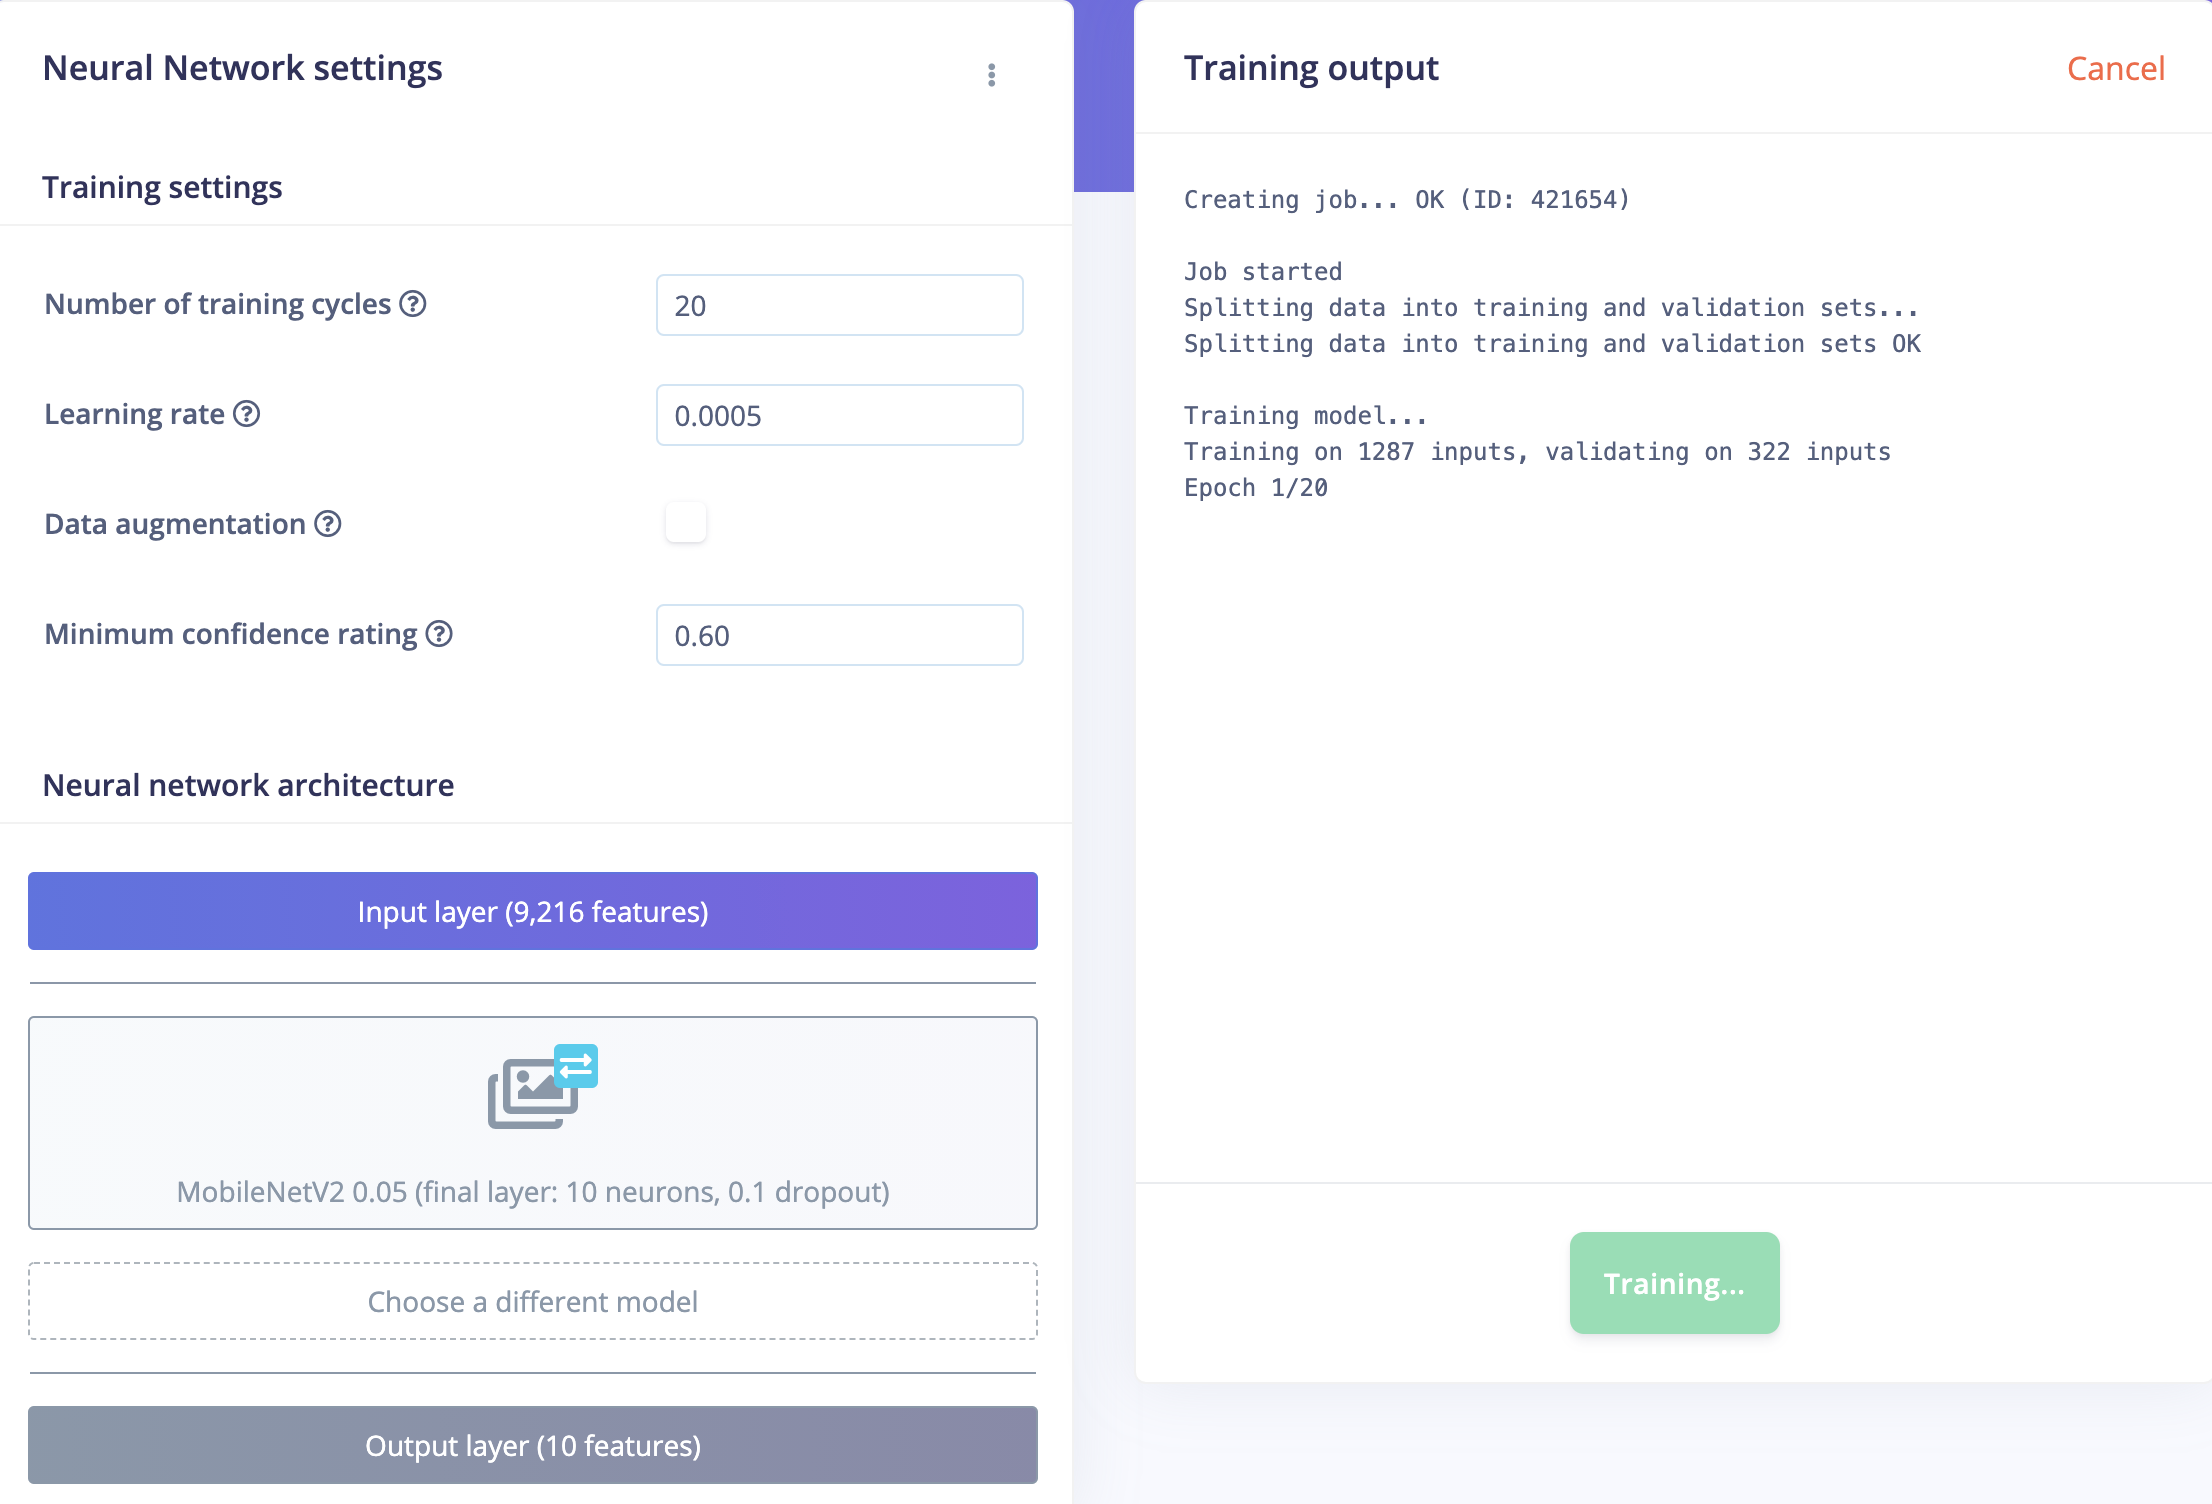 Neural Network settings
Training settings
Number of training cycles
20
Learning rate
0.0005
Data augmentation
Minimum confidence rating
0.60
Neural network architecture
Input layer (9,216 features)
MobileNetV2 0.05 (final layer: 10 neurons, 0.1 dropout)
Choose a different model
Output layer (10 features)
Training output
Cancel
Creating job... OK (ID: 421654)
Job started
Splitting data into training and validation sets...
Splitting data into training and validation sets OK
Training model...
Training on 1287 inputs, validating on 322 inputs
Epoch 1/20
Training...